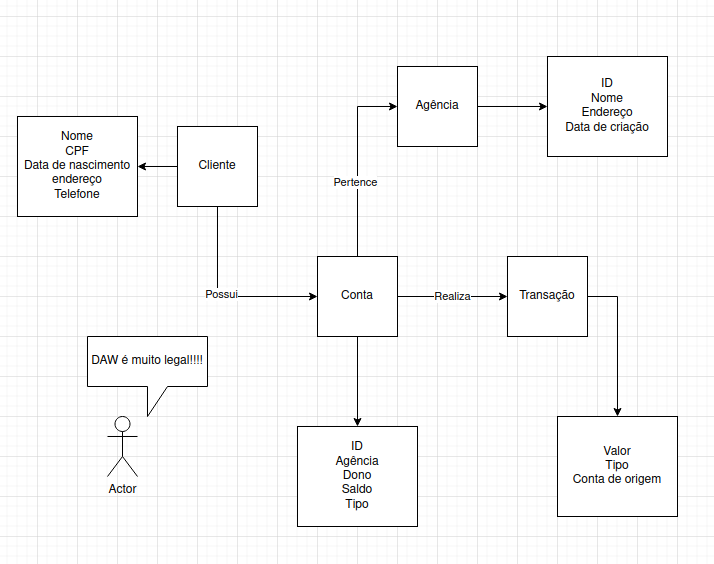 Agência
ID
Nome
Endereço
Data de criação
Nome
CPF
Data de nascimento
endereço
Telefone
Cliente
Pertence
Possui
Conta
Realiza
Transação
DAW é muito legal!!!!
Actor
ID
Agência
Dono
Saldo
Tipo
Valor
Tipo
Conta de origem